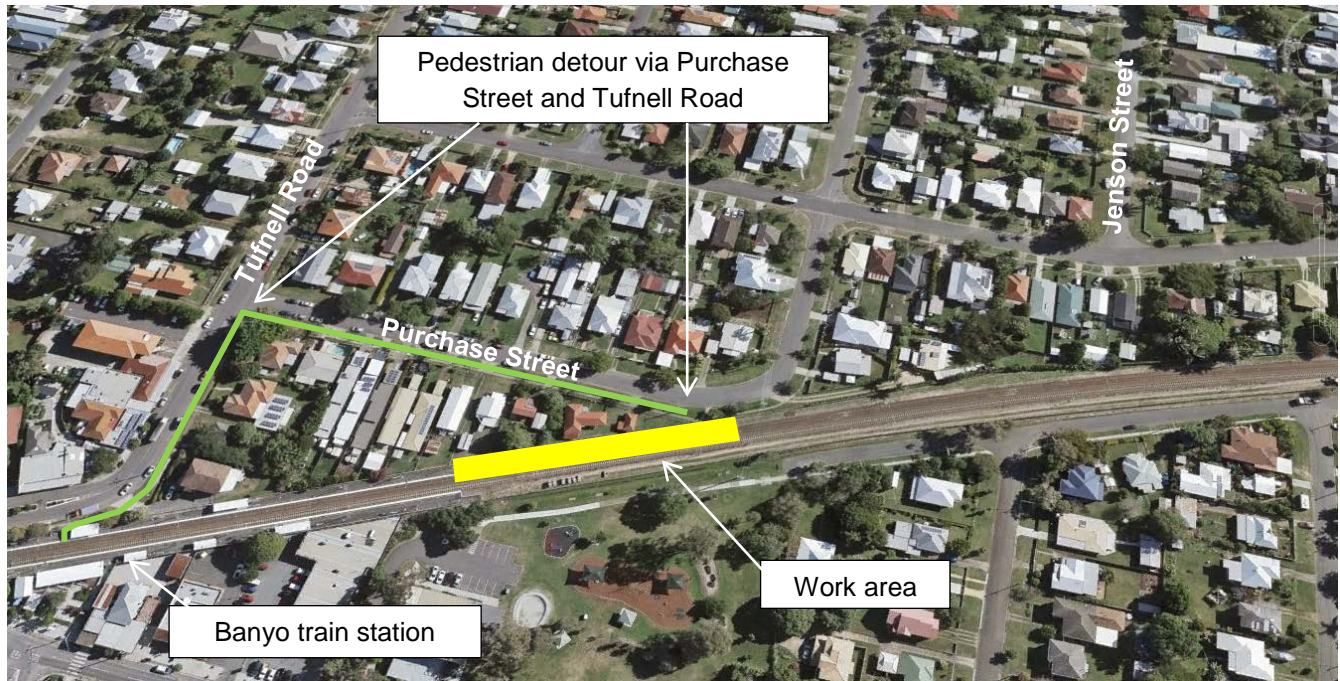 Pedestrian detour via Purchase
Street and Tufnell Road
Tufnell Road
Jenson Street
Purchase Street
Work area
Banyo train station